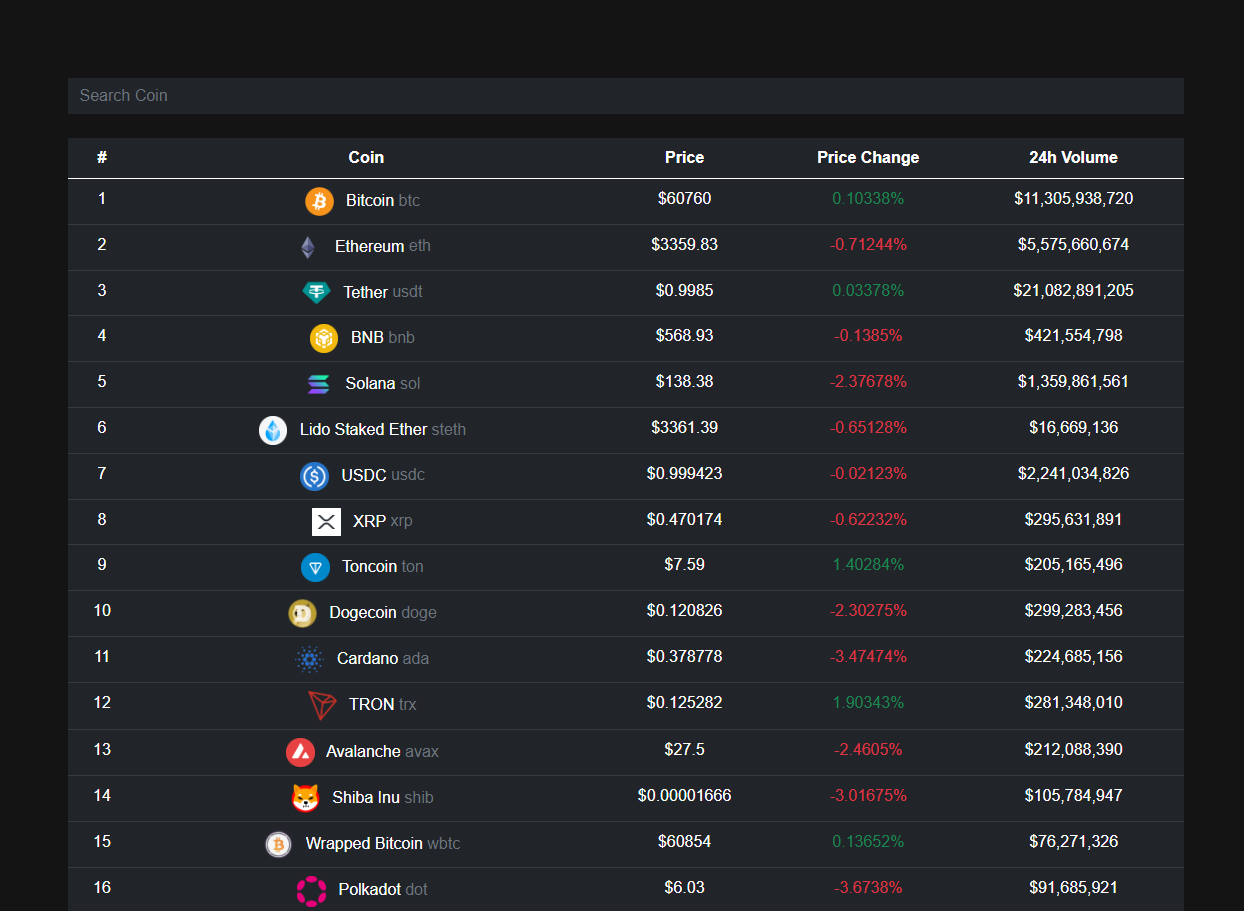 Search Coin
# Coin Price Price Change 24h Volume
1 Bitcoin btc $60760 0.10338% $11,305,938,720
2 Ethereum eth $3359.83 -0.71244% $5,575,660,674
3 Tether usdt $0.9985 0.03378% $21,082,891,205
4 BNB bnb $568.93 -0.1385% $421,554,798
5 Solana sol $138.38 -2.37678% $1,359,861,561
6 Lido Staked Ether steth $3361.39 -0.65128% $16,669,136
7 USDC usdc $0.999423 -0.02123% $2,241,034,826
8 XRP xrp $0.470174 -0.62232% $295,631,891
9 Toncoin ton $7.59 1.40284% $205,165,496
10 Dogecoin doge $0.120826 -2.30275% $299,283,456
11 Cardano ada $0.378778 -3.47474% $224,685,156
12 TRON trx $0.125282 1.90343% $281,348,010
13 Avalanche avax $27.5 -2.4605% $212,088,390
14 Shiba Inu shib $0.00001666 -3.01675% $105,784,947
15 Wrapped Bitcoin wbtc $60854 0.13652% $76,271,326
16 Polkadot dot $6.03 -3.6738% $91,685,921